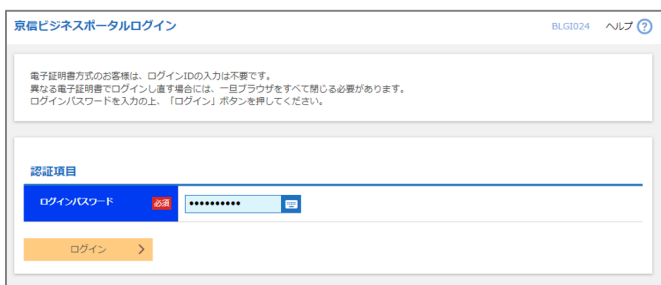 京信ビジネスポータルログイン
BLGI024 ヘルプ ?
電子証明書方式のお客様は、ログインIDの入力は不要です。
異なる電子証明書でログインし直す場合には、一旦ブラウザをすべて閉じる必要があります。
ログインパスワードを入力の上、「ログイン」ボタンを押してください。
認証項目
ログインパスワード 必須 ••••••••••
ログイン